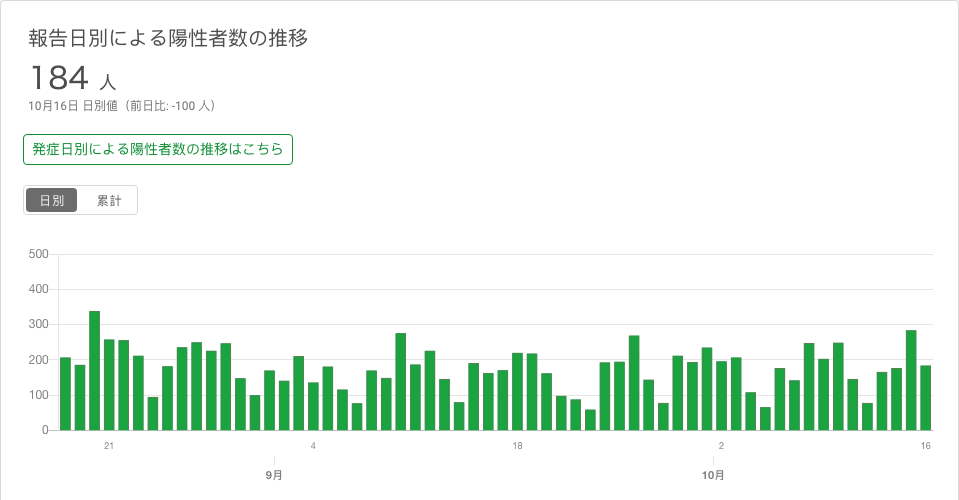 報告日別による陽性者数の推移
184 人
10月16日 日別値（前日比: -100 人）
発症日別による陽性者数の推移はこちら
日別 累計
500
400
300
200
100
0
21 4 18 2 16
9月 10月